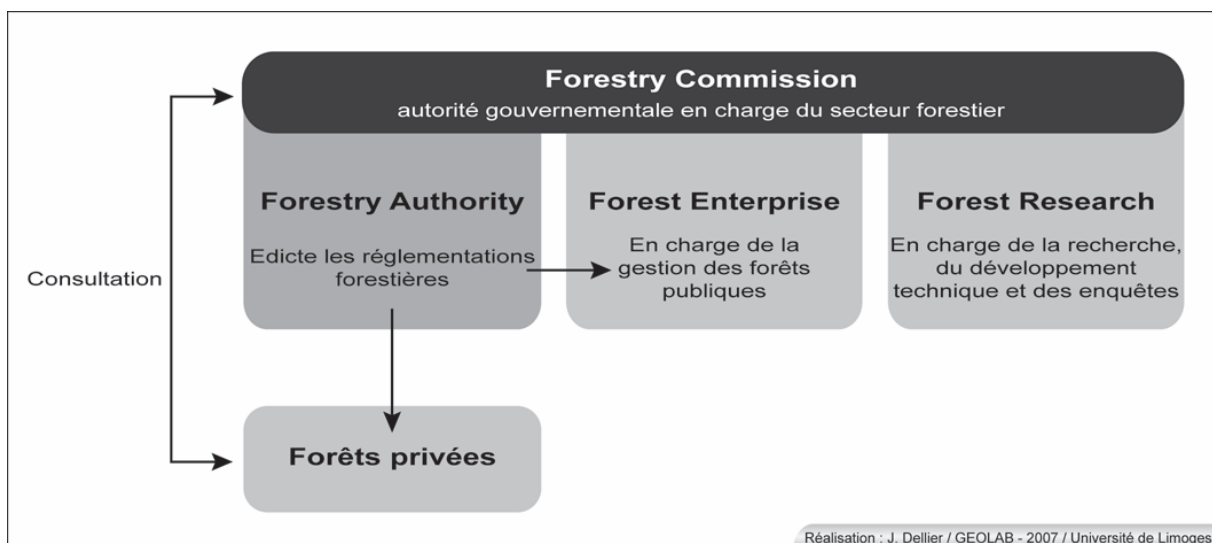 Forestry Commission
autorité gouvernementale en charge du secteur forestier
Forestry Authority
Edicte les réglementations
forestières
Forest Enterprise
En charge de la
gestion des forêts
publiques
Forest Research
En charge de la recherche,
du développement
technique et des enquêtes
Consultation
Forêts privées
Réalisation : J. Dellier / GEOLAB - 2007 / Université de Limoges